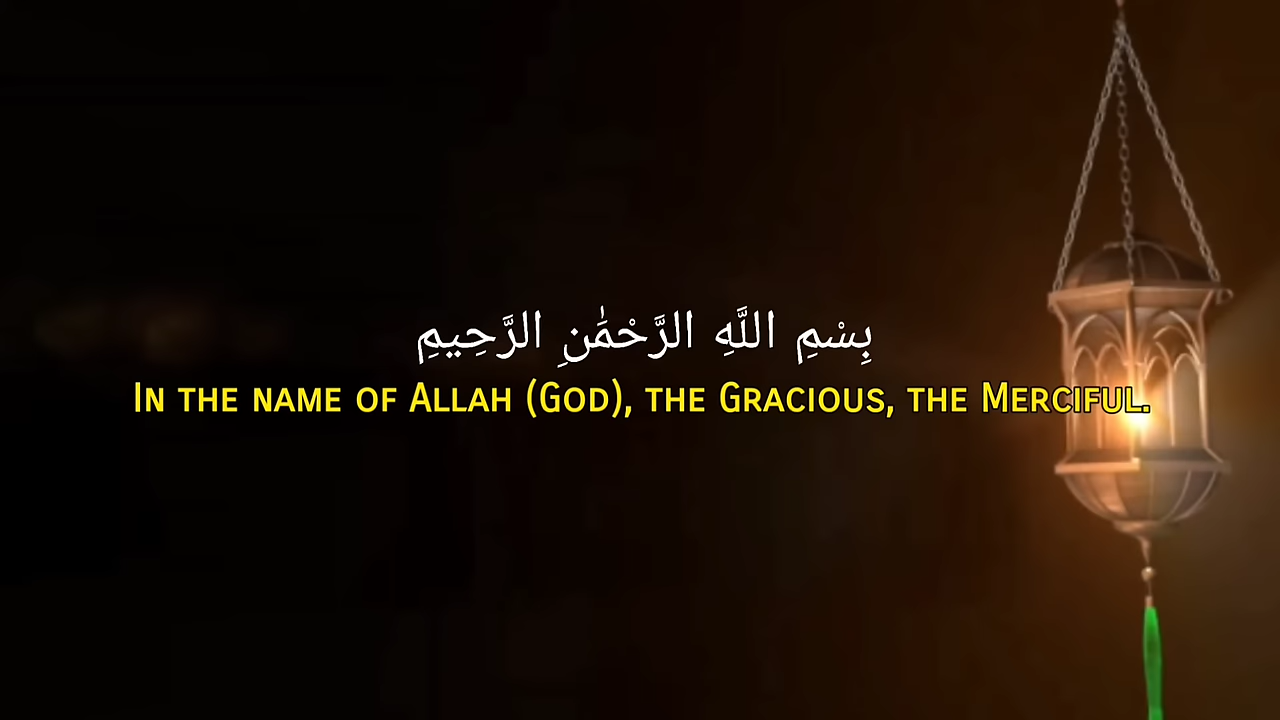 بِسْمِ اللَّهِ الرَّحْمَٰنِ الرَّحِيمِ
In the name of Allah (God), the Gracious, the Merciful.